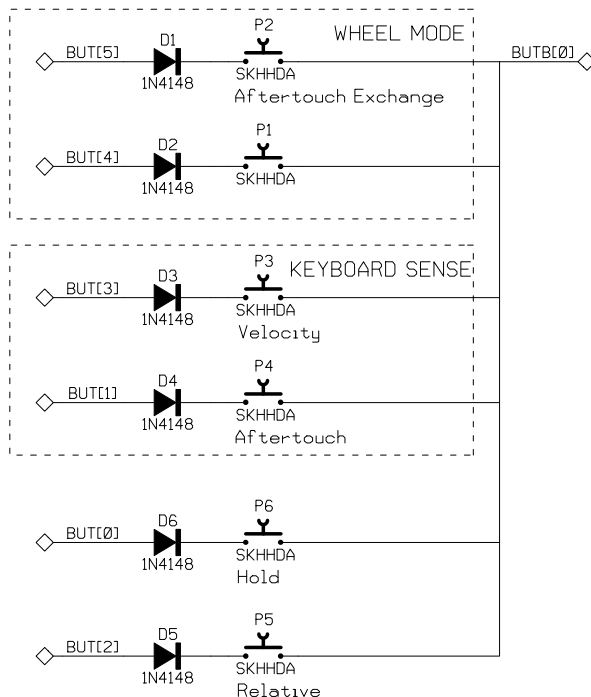 WHEEL MODE
BUT[5]
D1
1N4148
P2
SKHHDA
Aftertouch Exchange
BUTB[0]
BUT[4]
D2
1N4148
P1
SKHHDA
KEYBOARD SENSE
BUT[3]
D3
1N4148
P3
SKHHDA
Velocity
BUT[1]
D4
1N4148
P4
SKHHDA
Aftertouch
BUT[0]
D6
1N4148
P6
SKHHDA
Hold
BUT[2]
D5
1N4148
P5
SKHHDA
Relative